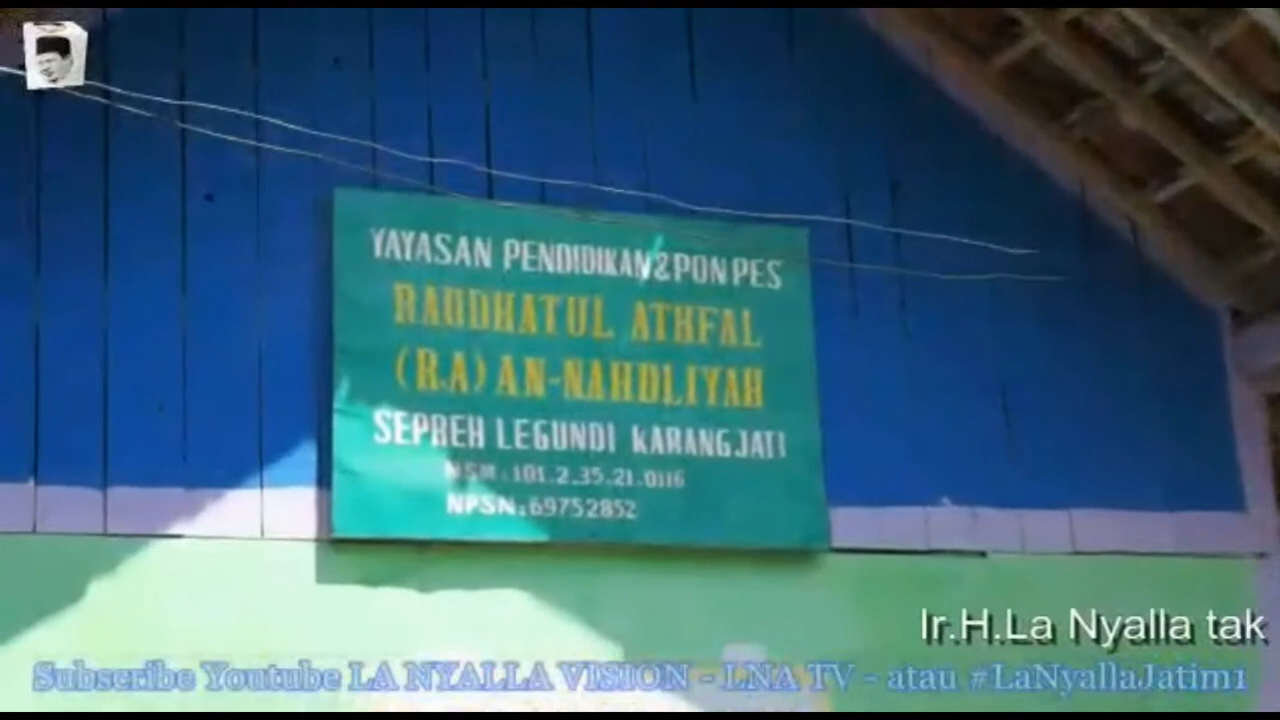 YAYASAN PENDIDIKAN & PON PES
RAUDHATUL ATHFAL
(R.A) AN-NAHDLIYAH
SEPREH LEGUNDI KARANGJATI
NSM. 101.2.35.21.0116
NPSN. 69752852
Ir.H.La Nyalla tak
Subscribe Youtube LA NYALLA VISION - LNA TV - atau #LaNyallaJatim1